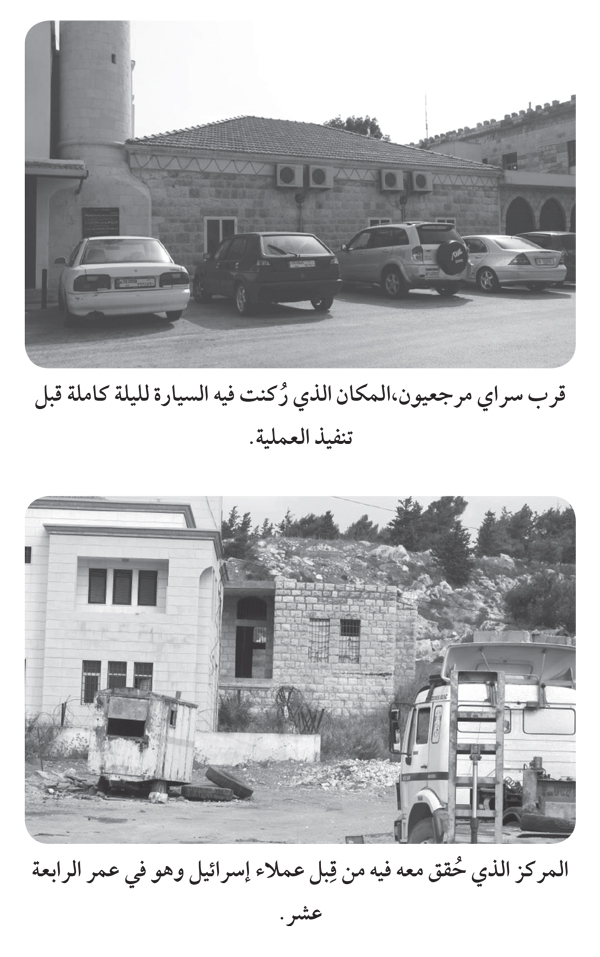 قرب سراي مرجعيون،المكان الذي رُكنت فيه السيارة لليلة كاملة قبل
تنفيذ العملية.
المركز الذي حُقق معه فيه من قِبل عملاء إسرائيل وهو في عمر الرابعة
عشر.